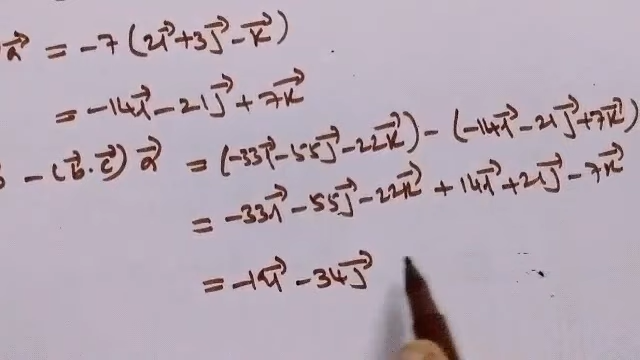 a⃗ = -7 (2i⃗ + 3j⃗ - k⃗)
= -14i⃗ - 21j⃗ + 7k⃗
- (b⃗ · c⃗) a⃗ = (-33i⃗ - 55j⃗ - 22k⃗) - (-14i⃗ - 21j⃗ + 7k⃗)
= -33i⃗ - 55j⃗ - 22k⃗ + 14i⃗ + 21j⃗ - 7k⃗
= -19i⃗ - 34j⃗